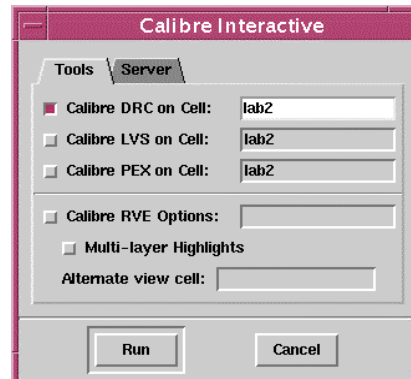 Calibre Interactive
Tools Server
Calibre DRC on Cell: lab2
Calibre LVS on Cell: lab2
Calibre PEX on Cell: lab2
Calibre RVE Options:
Multi-layer Highlights
Alternate view cell:
Run Cancel